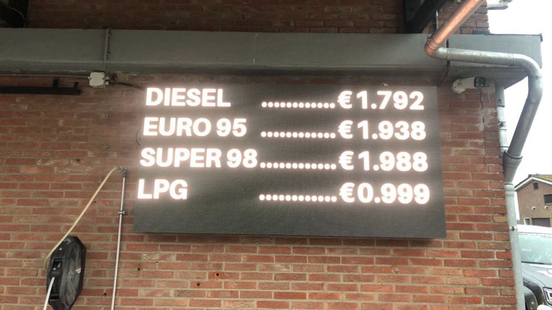 DIESEL ............€1.792
EURO 95 ............€1.938
SUPER 98............€1.988
LPG ............€0.999